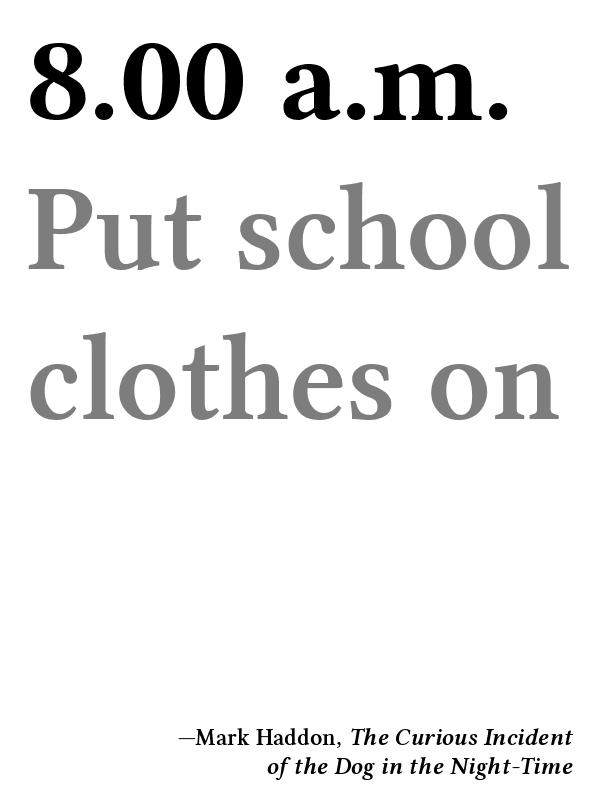 8.00 a.m.
Put school
clothes on
—Mark Haddon, The Curious Incident
of the Dog in the Night-Time